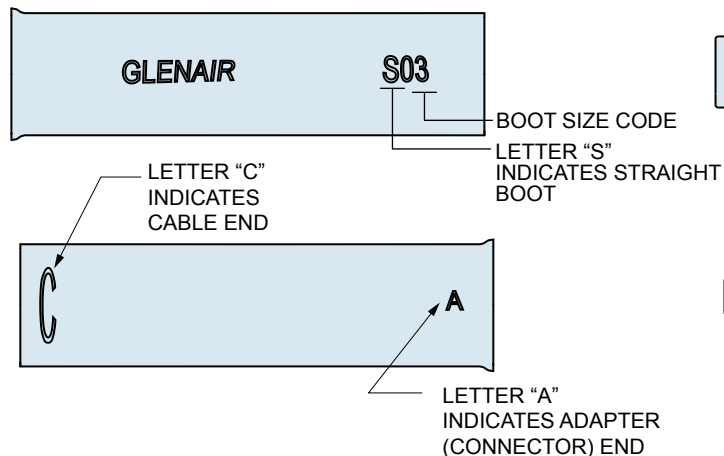 GLENAIR S03
BOOT SIZE CODE
LETTER “S”
INDICATES STRAIGHT
BOOT
LETTER “C”
INDICATES
CABLE END
C A
LETTER “A”
INDICATES ADAPTER
(CONNECTOR) END